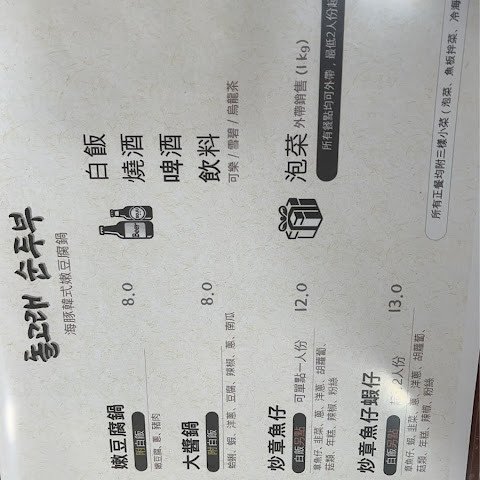 돌고래 순두부
海豚韓式嫩豆腐鍋
嫩豆腐鍋 8.0
附白飯
嫩豆腐、蔥、豬肉
大醬鍋 8.0
附白飯
蛤蜊、蝦、洋蔥、豆腐、辣椒、蔥、南瓜
炒章魚仔 可單點一人份 12.0
白飯另點
章魚仔、韭菜、蔥、洋蔥、胡蘿蔔、
菇類、年糕、辣椒、粉絲
炒章魚仔蝦仔 2人份 13.0
白飯另點
章魚仔、蝦、韭菜、蔥、洋蔥、胡蘿蔔、
菇類、年糕、辣椒、粉絲
白飯
燒酒
Beer
啤酒
飲料
可樂 / 雪碧 / 烏龍茶
泡菜 外帶銷售 (1kg)
所有餐點均可外帶，最低2人份起
所有正餐均附三樣小菜 ( 泡菜、魚板拌菜、冷海